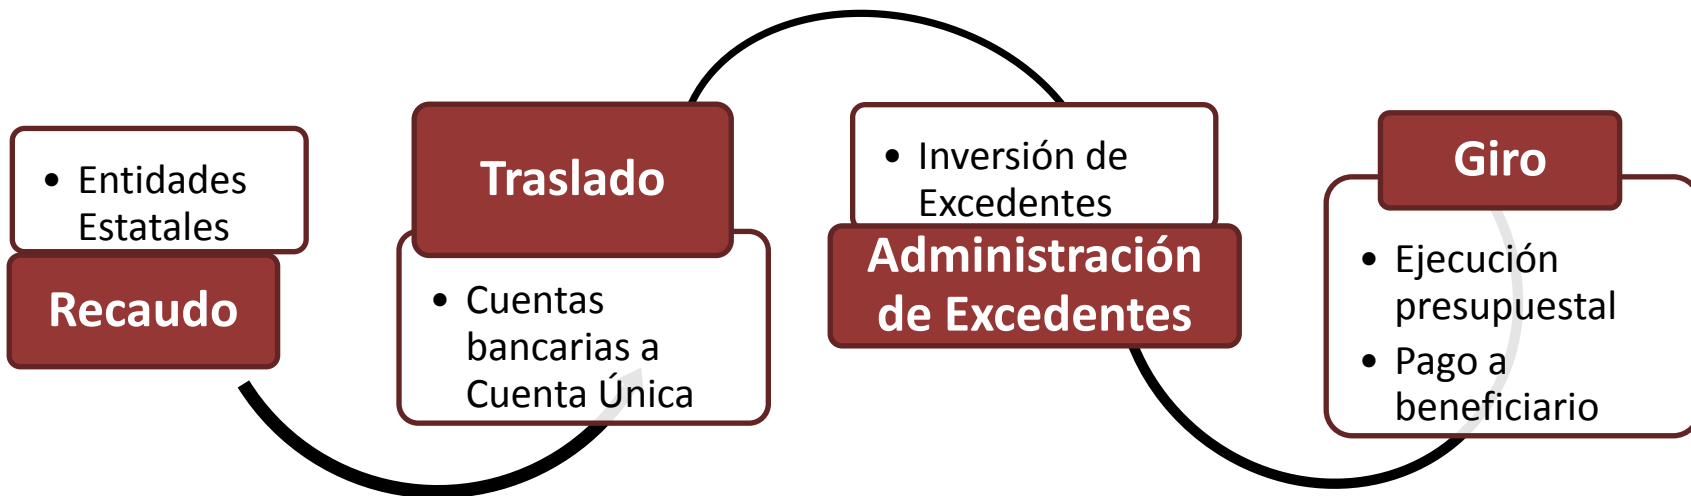 • Entidades
Estatales
Recaudo
Traslado
• Cuentas
bancarias a
Cuenta Única
• Inversión de
Excedentes
Administración
de Excedentes
Giro
• Ejecución
presupuestal
• Pago a
beneficiario